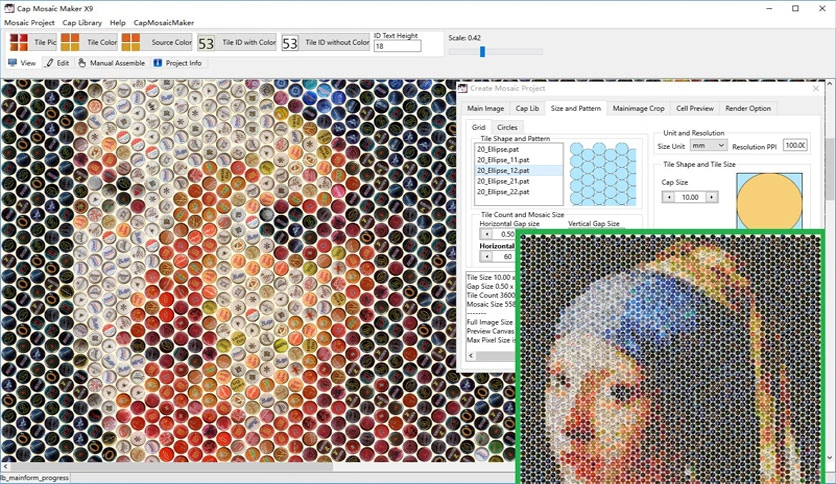 Cap Mosaic Maker X9
Mosaic Project Cap Library Help CapMosaicMaker
Tile Pic Tile Color Source Color 53 Tile ID with Color 53 Tile ID without Color
ID Text Height
18
Scale: 0.42
View Edit Manual Assemble Project Info
Create Mosaic Project
Main Image Cap Lib Size and Pattern Mainimage Crop Cell Preview Render Option
Grid Circles
Tile Shape and Pattern
20_Ellipse.pat
20_Ellipse_11.pat
20_Ellipse_12.pat
20_Ellipse_21.pat
20_Ellipse_22.pat
Unit and Resolution
Size Unit mm Resolution PPI 100.00
Tile Shape and Tile Size
Cap Size
10.00
Tile Count and Mosaic Size
Horizontal Gap size Vertical Gap Size
0.50
Horizontal
60
Tile Size 10.00 x
Gap Size 0.50 x
Tile Count 3600
Mosaic Size 558
-------
Full Image Size
Preview Canvas
Max Pixel Size i
lb_mainform_progress